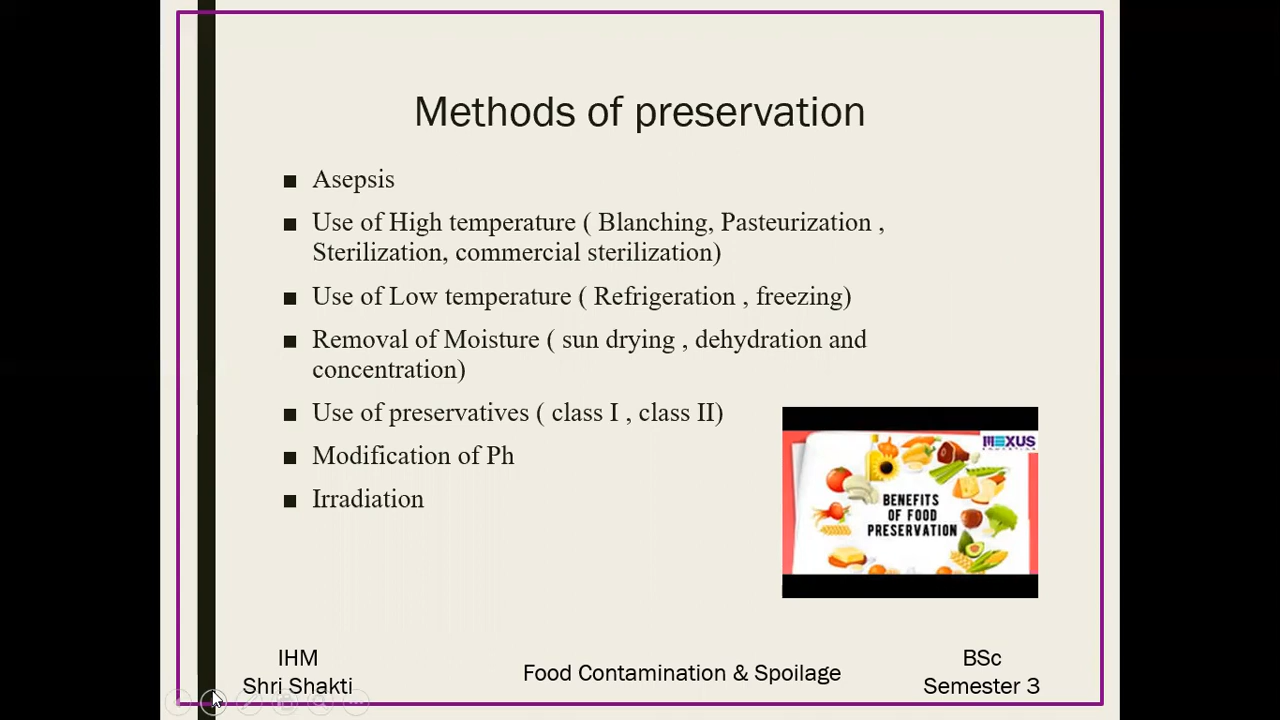 Methods of preservation
■ Asepsis
■ Use of High temperature ( Blanching, Pasteurization ,
Sterilization, commercial sterilization)
■ Use of Low temperature ( Refrigeration , freezing)
■ Removal of Moisture ( sun drying , dehydration and
concentration)
■ Use of preservatives ( class I , class II)
■ Modification of Ph
■ Irradiation
MEXUS
EDUCATION
BENEFITS
OF FOOD
PRESERVATION
IHM
Shri Shakti
Food Contamination & Spoilage
BSc
Semester 3